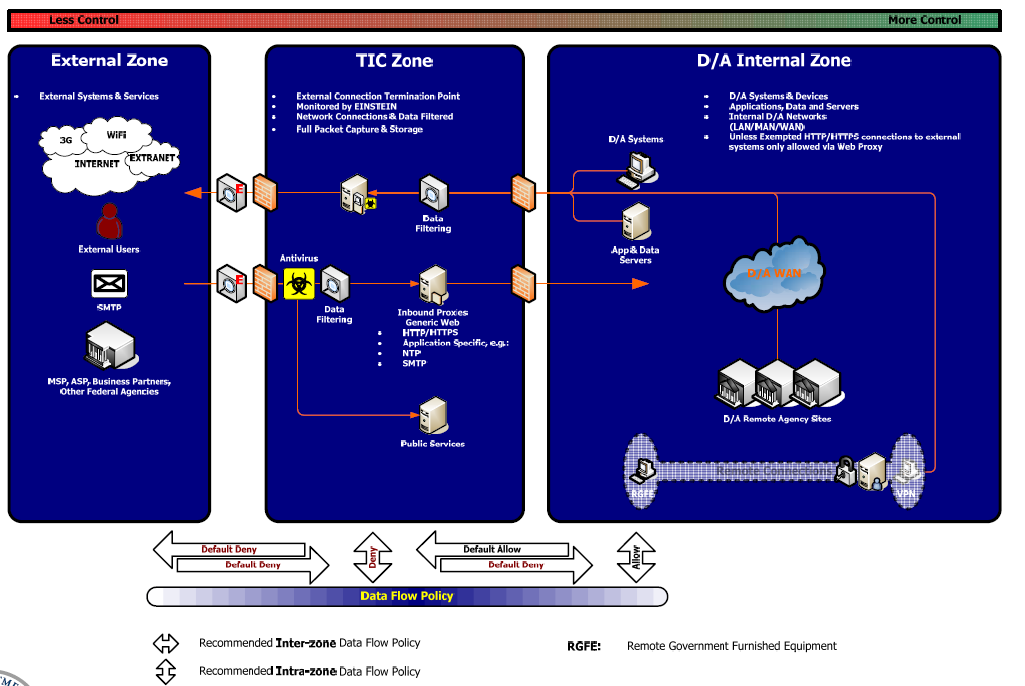 Less Control
More Control
External Zone
External Systems & Services
3G
WiFi
INTERNET
EXTRANET
External Users
SMTP
MSP, ASP, Business Partners,
Other Federal Agencies
TIC Zone
External Connection Termination Point
Monitored by EINSTEIN
Network Connections & Data Filtered
Full Packet Capture & Storage
E
Data
Filtering
E
Antivirus
Data
Filtering
Inbound Proxies
Generic Web
HTTP/HTTPS
Application Specific, e.g.:
NTP
SMTP
Public Services
D/A Internal Zone
D/A Systems & Devices
Applications, Data and Servers
Internal D/A Networks
(LAN/MAN/WAN)
Unless Exempted HTTP/HTTPS connections to external
systems only allowed via Web Proxy
D/A Systems
App & Data
Servers
D/A WAN
D/A Remote Agency Sites
RGFE
Remote Connections
VPN
Default Deny
Default Deny
Deny
Default Allow
Default Deny
Allow
Data Flow Policy
Recommended Inter-zone Data Flow Policy
Recommended Intra-zone Data Flow Policy
RGFE: Remote Government Furnished Equipment